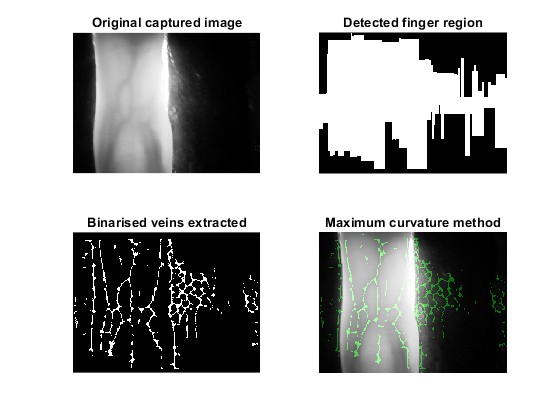 Original captured image
Detected finger region
Binarised veins extracted
Maximum curvature method